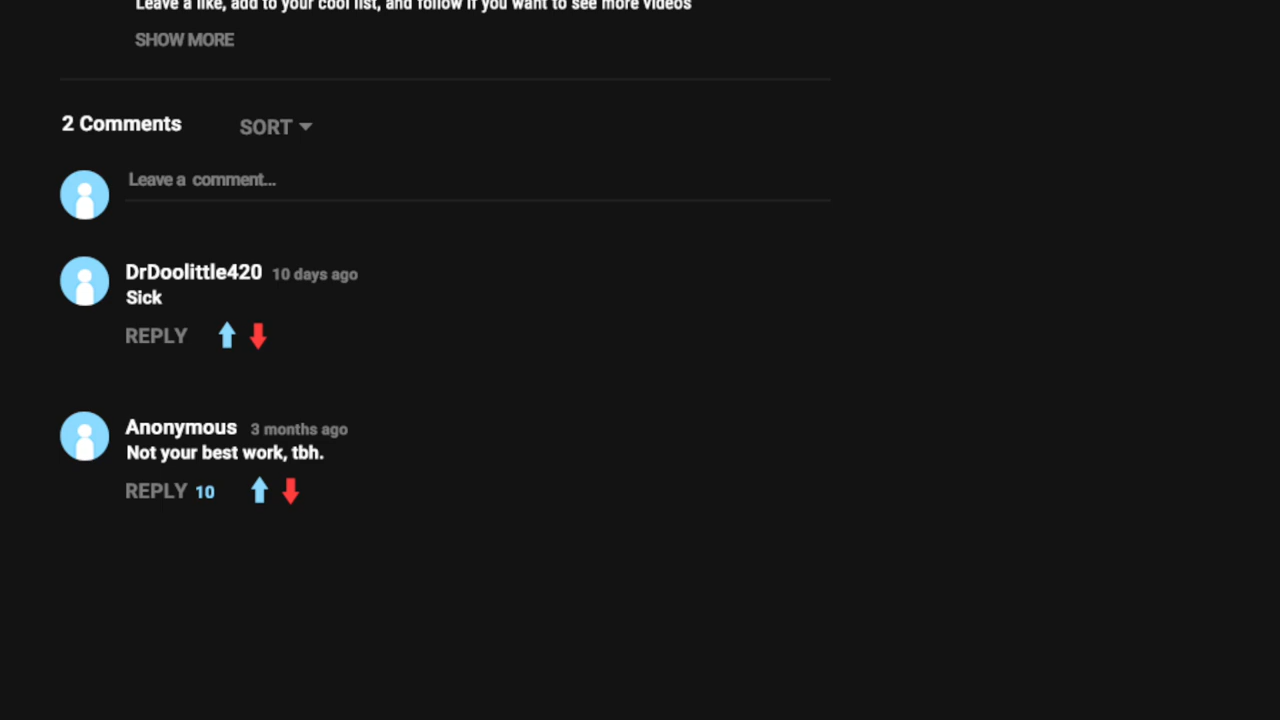 Leave a like, add to your cool list, and follow if you want to see more videos
SHOW MORE
2 Comments SORT
Leave a comment...
DrDoolittle420 10 days ago
Sick
REPLY
Anonymous 3 months ago
Not your best work, tbh.
REPLY 10